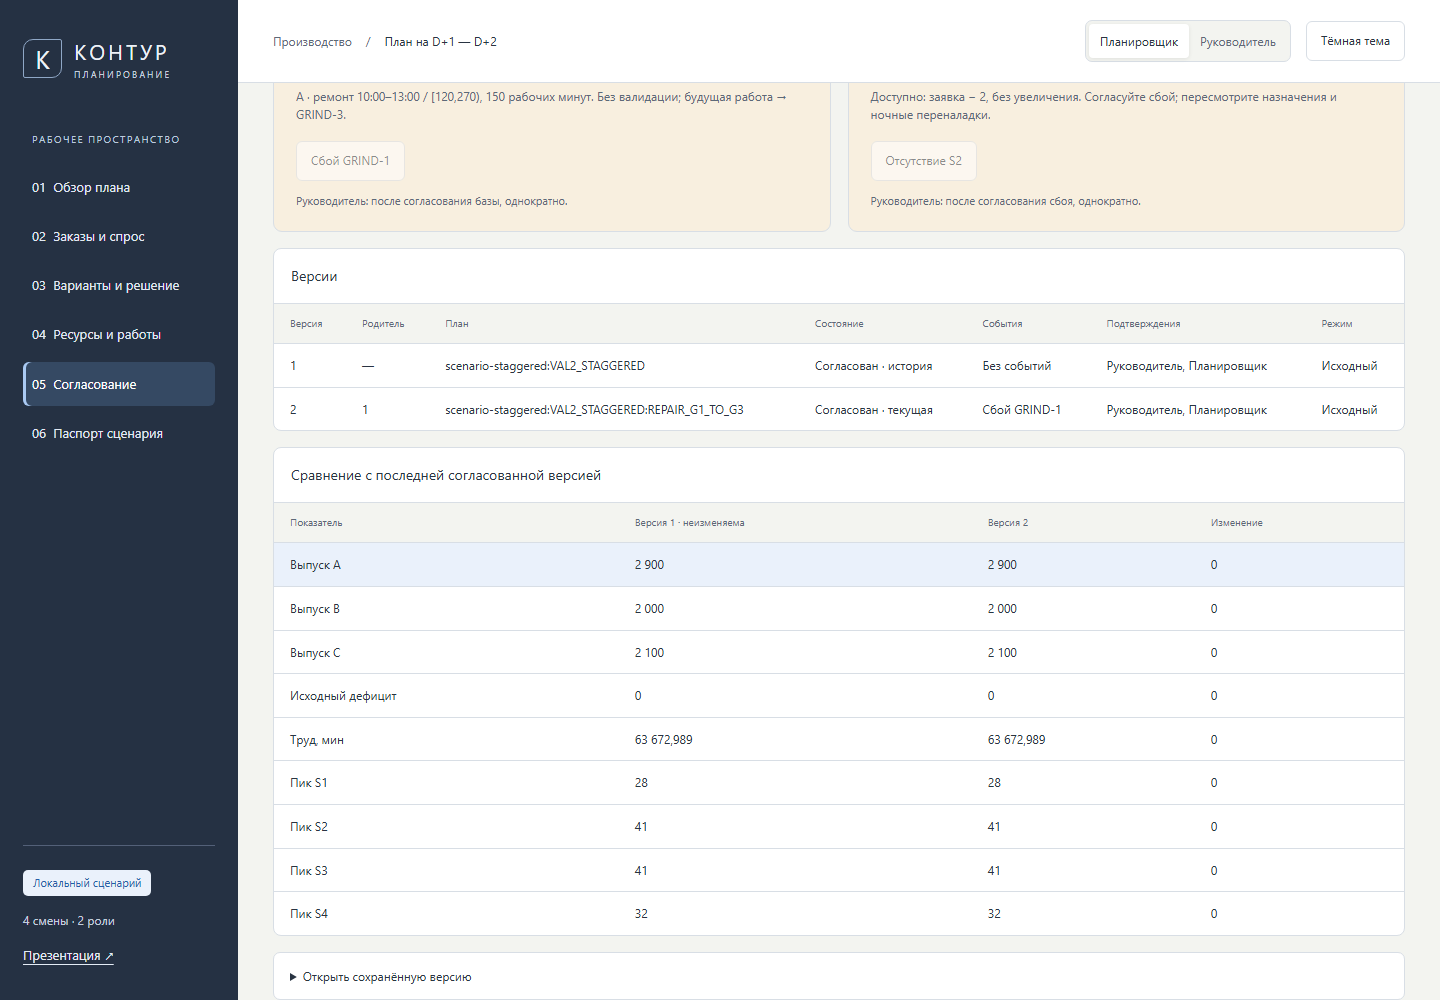 К
КОНТУР
ПЛАНИРОВАНИЕ
РАБОЧЕЕ ПРОСТРАНСТВО
01 Обзор плана
02 Заказы и спрос
03 Варианты и решение
04 Ресурсы и работы
05 Согласование
06 Паспорт сценария
Локальный сценарий
4 смены · 2 роли
Презентация ↗
Производство / План на D+1 — D+2
Планировщик Руководитель
Тёмная тема
А · ремонт 10:00–13:00 / [120,270), 150 рабочих минут. Без валидации; будущая работа →
GRIND-3.
Сбой GRIND-1
Руководитель: после согласования базы, однократно.
Доступно: заявка − 2, без увеличения. Согласуйте сбой; пересмотрите назначения и
ночные переналадки.
Отсутствие S2
Руководитель: после согласования сбоя, однократно.
Версии
Версия Родитель План Состояние События Подтверждения Режим
1 — scenario-staggered:VAL2_STAGGERED Согласован · история Без событий Руководитель, Планировщик Исходный
2 1 scenario-staggered:VAL2_STAGGERED:REPAIR_G1_TO_G3 Согласован · текущая Сбой GRIND-1 Руководитель, Планировщик Исходный
Сравнение с последней согласованной версией
Показатель Версия 1 · неизменяема Версия 2 Изменение
Выпуск A 2 900 2 900 0
Выпуск B 2 000 2 000 0
Выпуск C 2 100 2 100 0
Исходный дефицит 0 0 0
Труд, мин 63 672,989 63 672,989 0
Пик S1 28 28 0
Пик S2 41 41 0
Пик S3 41 41 0
Пик S4 32 32 0
▶ Открыть сохранённую версию